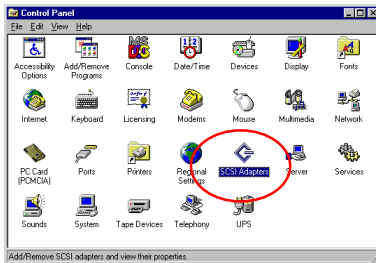 Control Panel
File Edit View Help
Accessibility Options
Add/Remove Programs
Console
Date/Time
Devices
Display
Fonts
Internet
Keyboard
Licensing
Modems
Mouse
Multimedia
Network
PC Card (PCMCIA)
Ports
Printers
Regional Settings
SCSI Adapters
Server
Services
Sounds
System
Tape Devices
Telephony
UPS
Add/Remove SCSI adapters and view their properties.